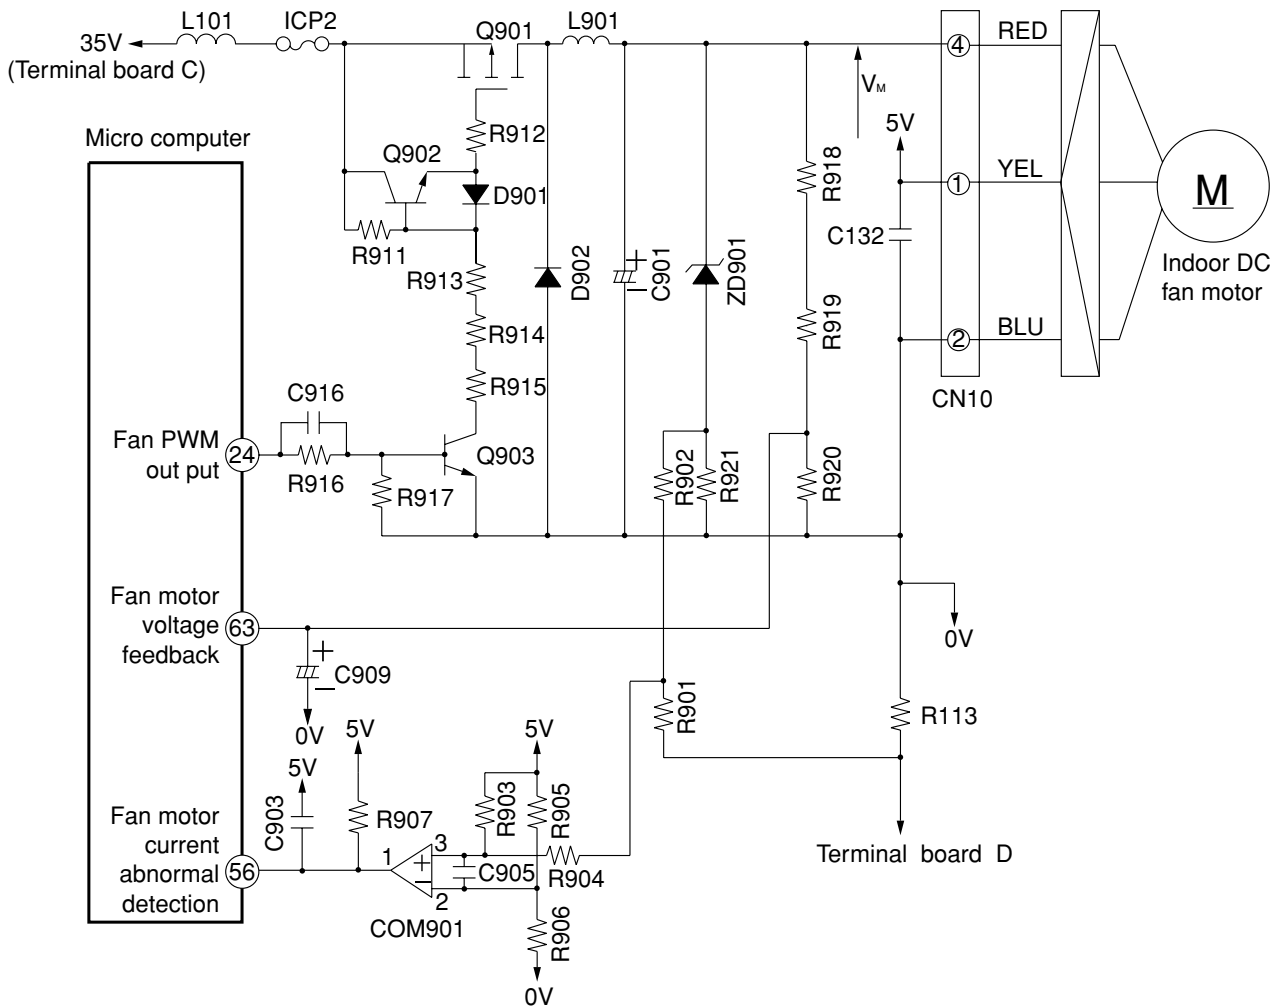 L101
ICP2
Q901
L901
35V
(Terminal board C)
4
RED
VM
5V
Micro computer
R912
Q902
R918
1
YEL
M
D901
R911
C132
R913
D902
C901
ZD901
Indoor DC
fan motor
R914
R919
2
BLU
R915
C916
CN10
Fan PWM
out put
24
Q903
R916
R917
R902
R921
R920
Fan motor
voltage
feedback
63
0V
C909
0V
R901
R113
5V
5V
5V
C903
R907
R903
R905
Fan motor
current
abnormal
detection
56
1
3
+
−
2
C905
R904
Terminal board D
COM901
R906
0V